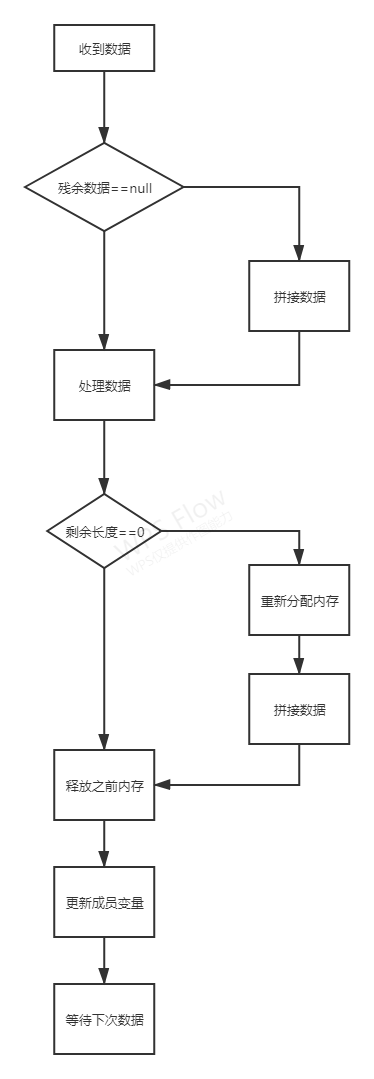 收到数据
残余数据==null
拼接数据
处理数据
剩余长度==0
WPS Flow
重新分配内存
拼接数据
释放之前内存
更新成员变量
等待下次数据